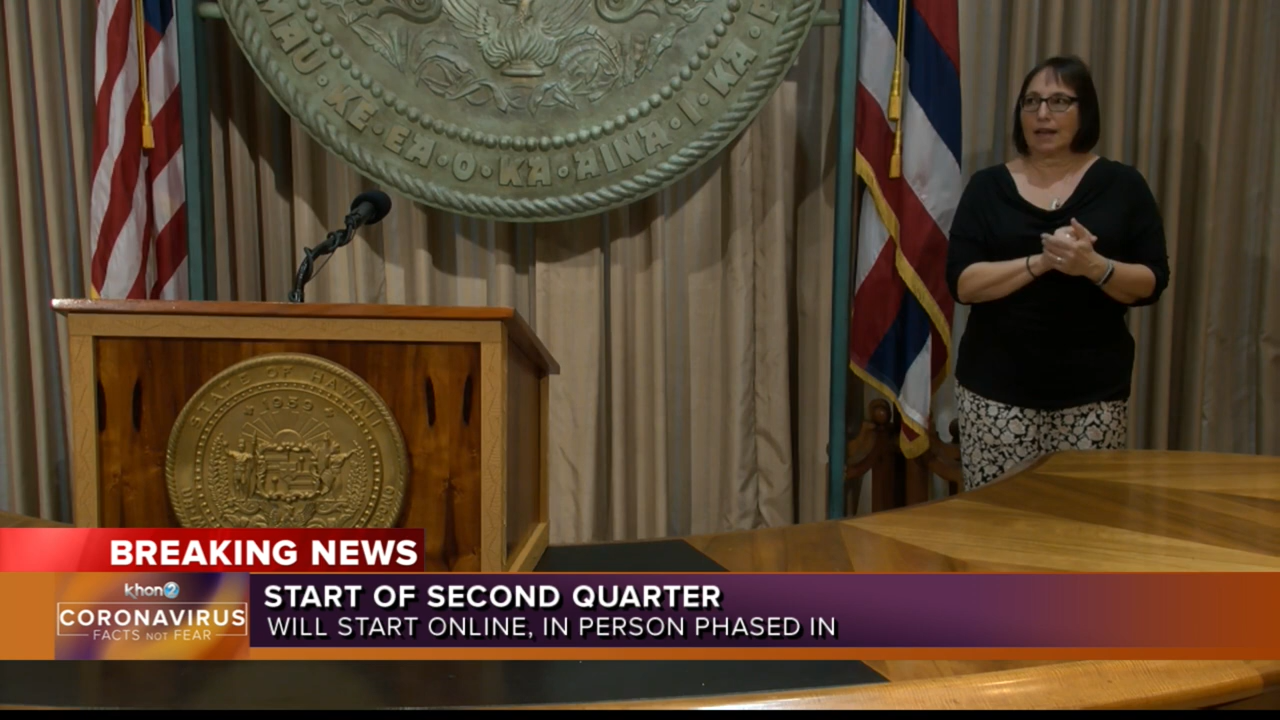 MAU · KE · EA · O · KA · AINA · I · KA · P
STATE OF HAWAII
1959
BREAKING NEWS
khon2
CORONAVIRUS
FACTS NOT FEAR
START OF SECOND QUARTER
WILL START ONLINE, IN PERSON PHASED IN